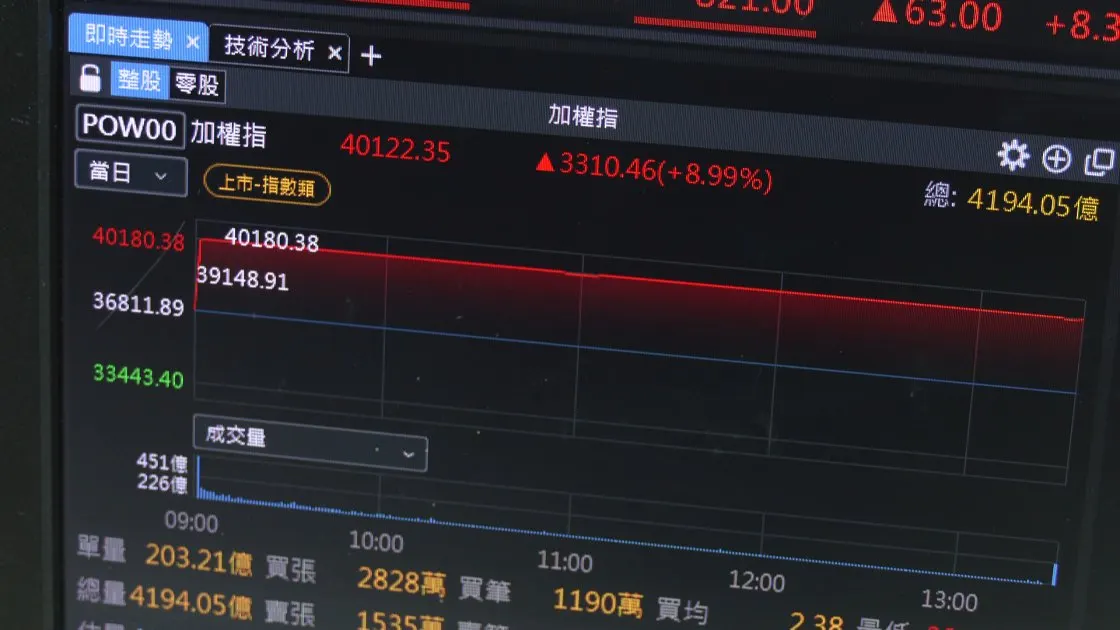 821.00 ▲63.00 +8.3
即時走勢 × 技術分析 × +
整股 零股
加權指
POW00 加權指 40122.35 ▲3310.46(+8.99%)
當日 上市-指數類 總: 4194.05億
40180.38 40180.38
39148.91
36811.89
33443.40
成交量
451億
226億
09:00 10:00 11:00 12:00 13:00
單量 203.21億 買張 2828萬 買筆 1190萬 買均 2.38 最低
總量 4194.05億 賣張 1535萬